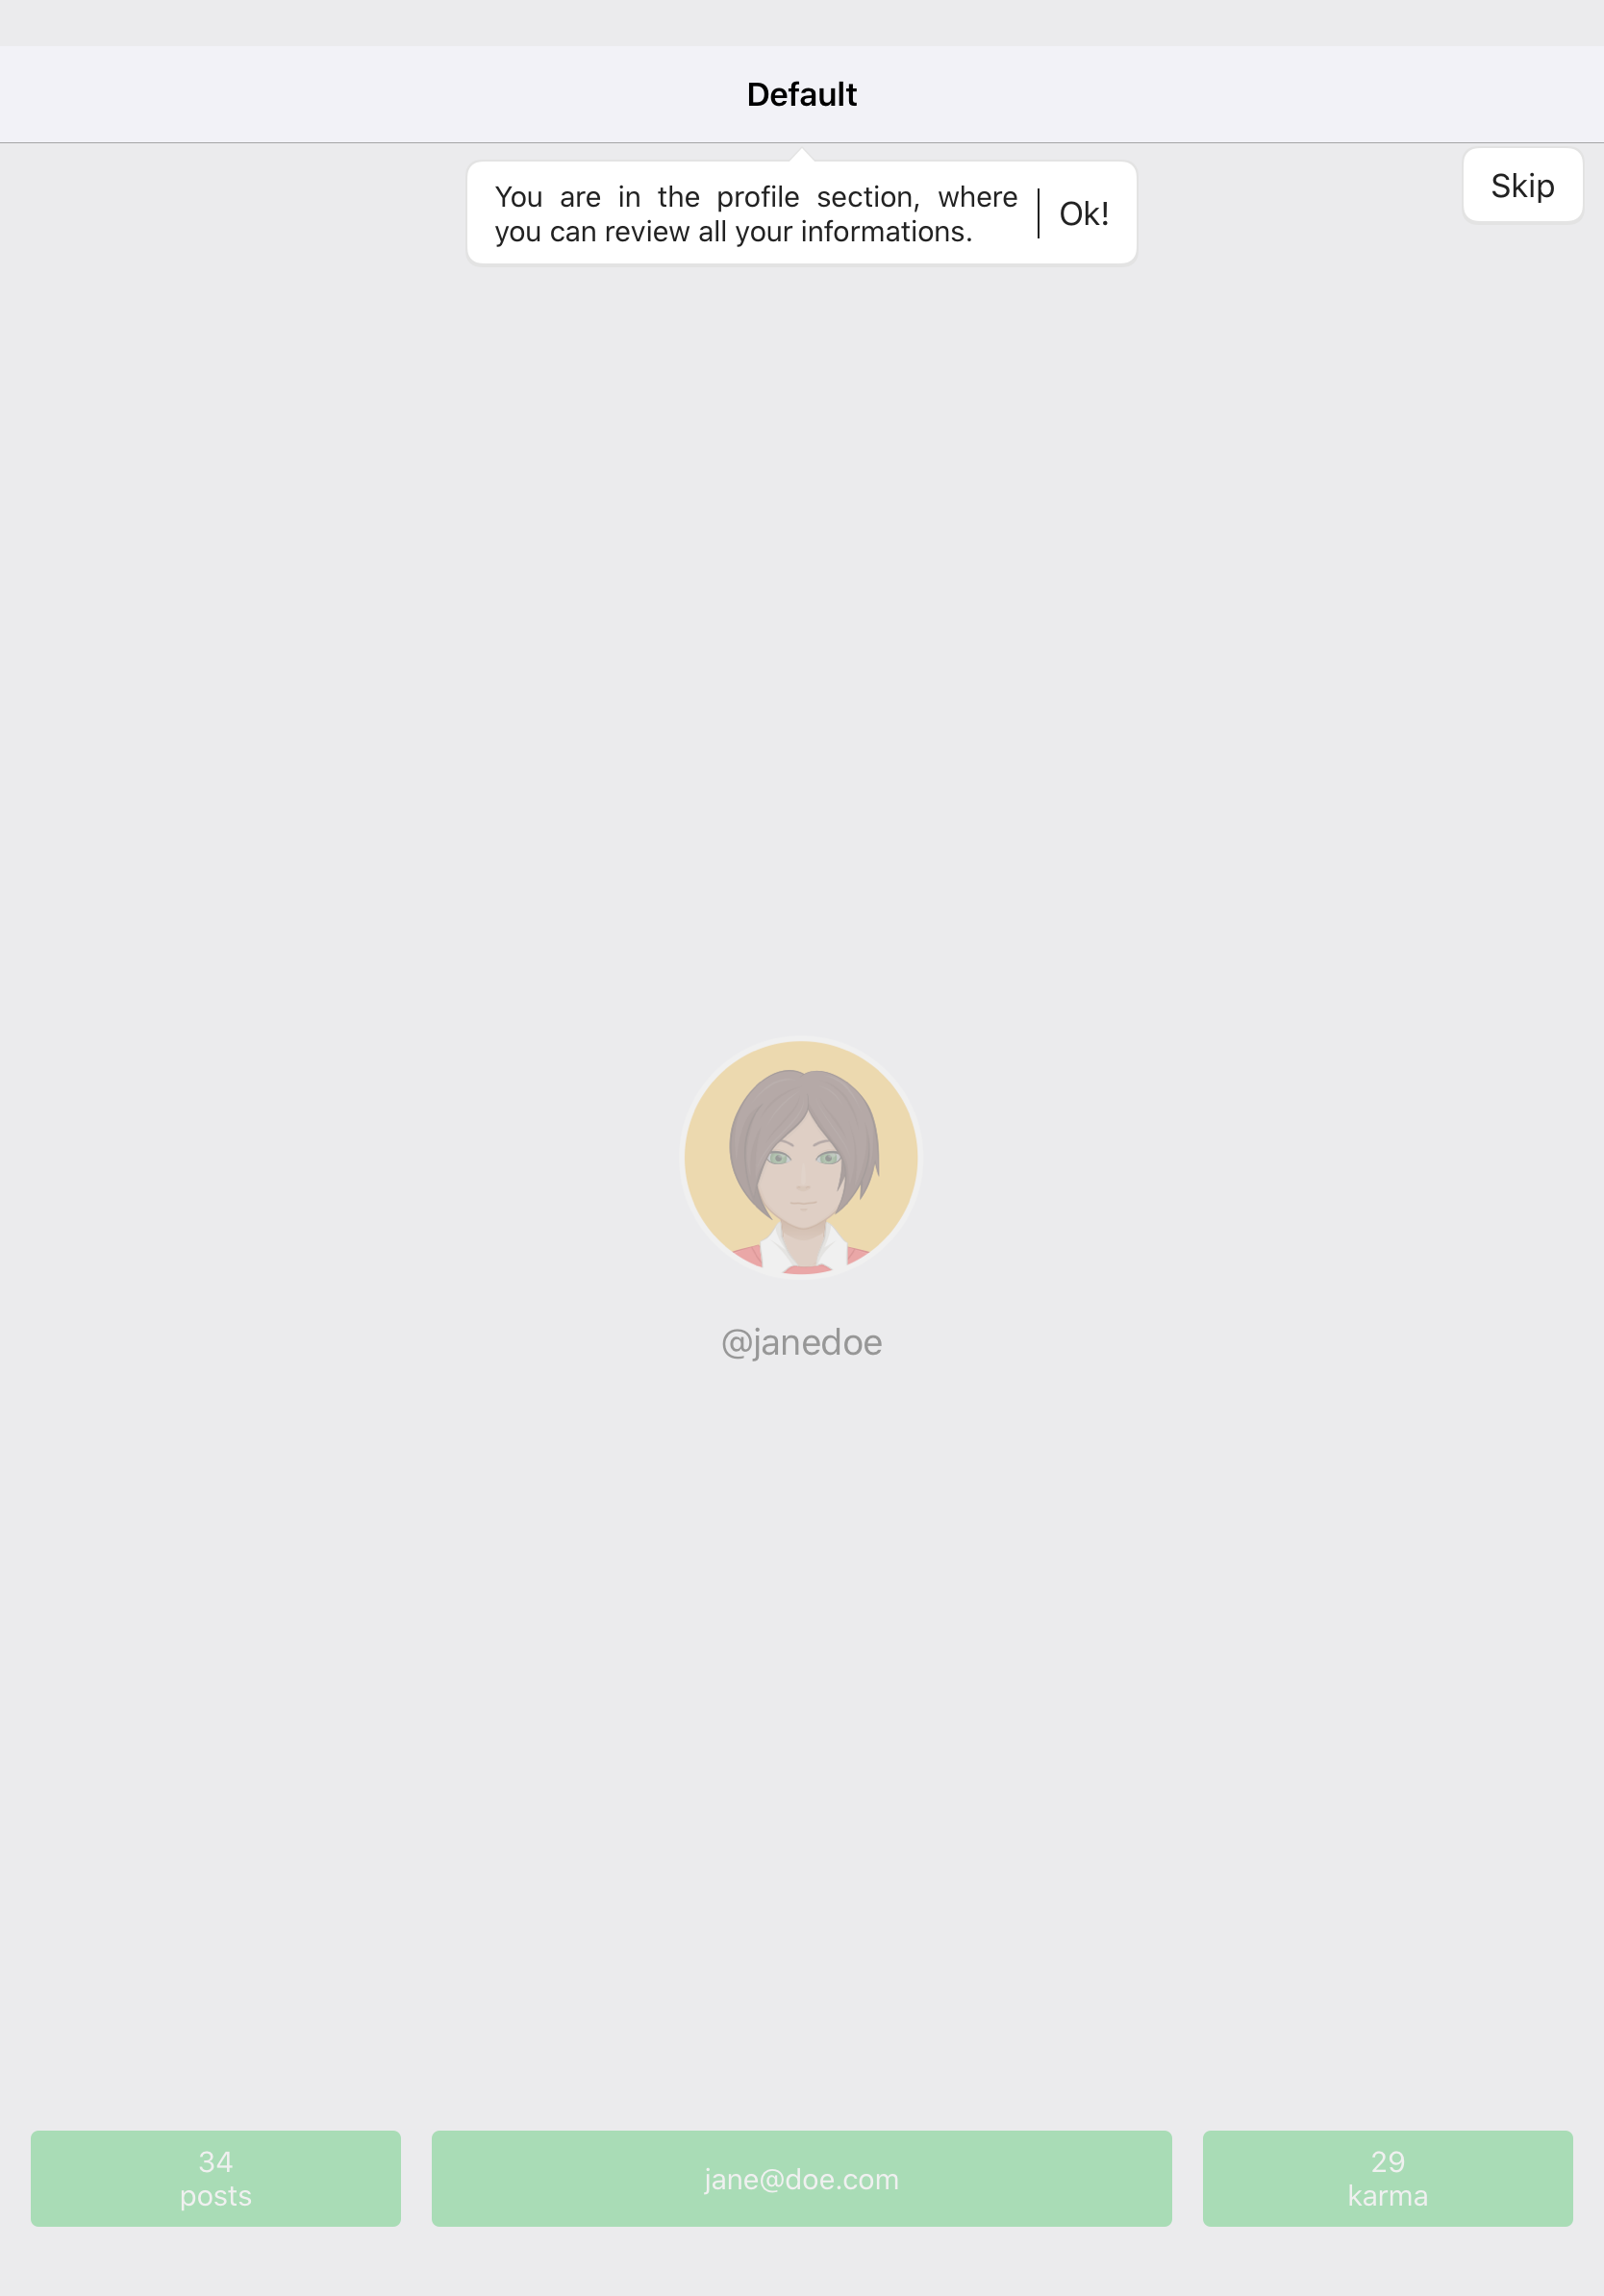 Default
You are in the profile section, where
you can review all your informations.
Ok!
Skip
@janedoe
34
posts
jane@doe.com
29
karma